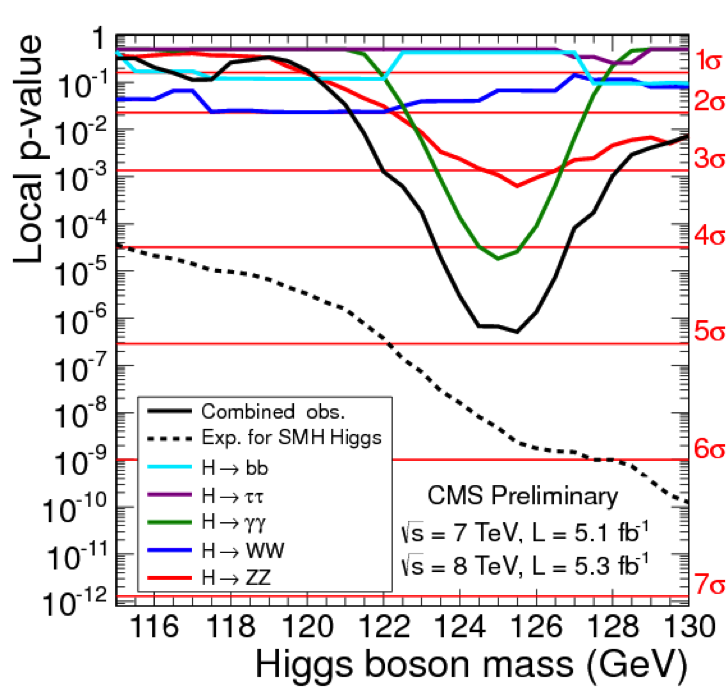 Local p-value
1
10⁻¹
10⁻²
10⁻³
10⁻⁴
10⁻⁵
10⁻⁶
10⁻⁷
10⁻⁸
10⁻⁹
10⁻¹⁰
10⁻¹¹
10⁻¹²
1σ
2σ
3σ
4σ
5σ
6σ
7σ
Combined obs.
Exp. for SMH Higgs
H → bb
H → ττ
H → γγ
H → WW
H → ZZ
CMS Preliminary
√s = 7 TeV, L = 5.1 fb⁻¹
√s = 8 TeV, L = 5.3 fb⁻¹
116 118 120 122 124 126 128 130
Higgs boson mass (GeV)